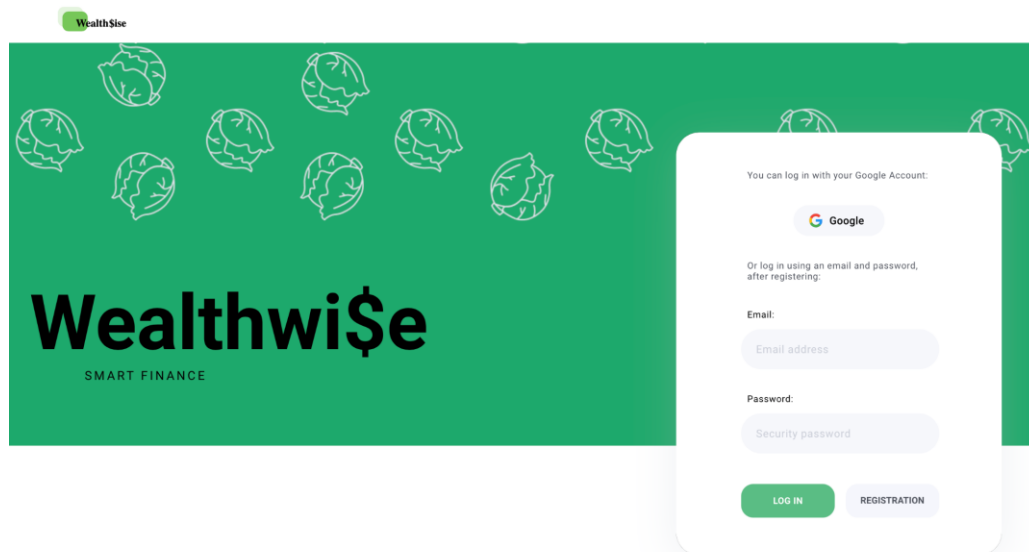 Wealth$ise
You can log in with your Google Account:
Google
Or log in using an email and password,
after registering:
Wealthwi$e
SMART FINANCE
Email:
Email address
Password:
Security password
LOG IN
REGISTRATION